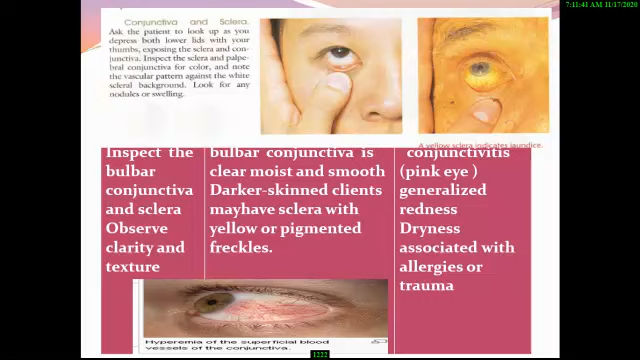 7:11:41 AM 11/17/2020
Conjunctiva and Sclera.
Ask the patient to look up as you
depress both lower lids with your
thumbs, exposing the sclera and con-
junctiva. Inspect the sclera and palpe-
bral conjunctiva for color, and note
the vascular pattern against the white
scleral background. Look for any
nodules or swelling.
A yellow sclera indicates jaundice.
Inspect the
bulbar
conjunctiva
and sclera
Observe
clarity and
texture
bulbar conjunctiva is
clear moist and smooth
Darker-skinned clients
mayhave sclera with
yellow or pigmented
freckles.
conjunctivitis
(pink eye )
generalized
redness
Dryness
associated with
allergies or
trauma
Hyperemia of the superficial blood
vessels of the conjunctiva.
1222